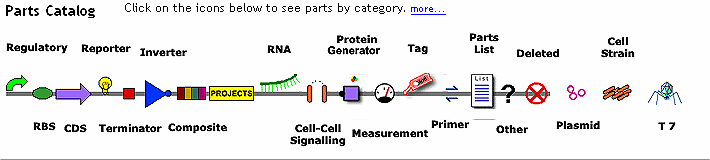 Parts Catalog
Click on the icons below to see parts by category. more...
Regulatory
Reporter
Inverter
RNA
Protein
Generator
Tag
Parts
List
Deleted
Cell
Strain
PROJECTS
List
?
RBS
CDS
Terminator
Composite
Cell-Cell
Signalling
Measurement
Primer
Other
Plasmid
T 7